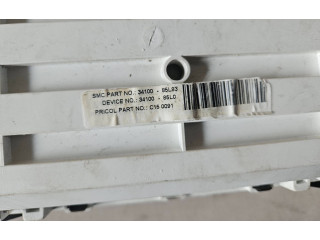 SMC PART NO.: 34100 - 85L93
DEVICE NO.: 34100 - 85L0
PRICOL PART NO.: C15 0091